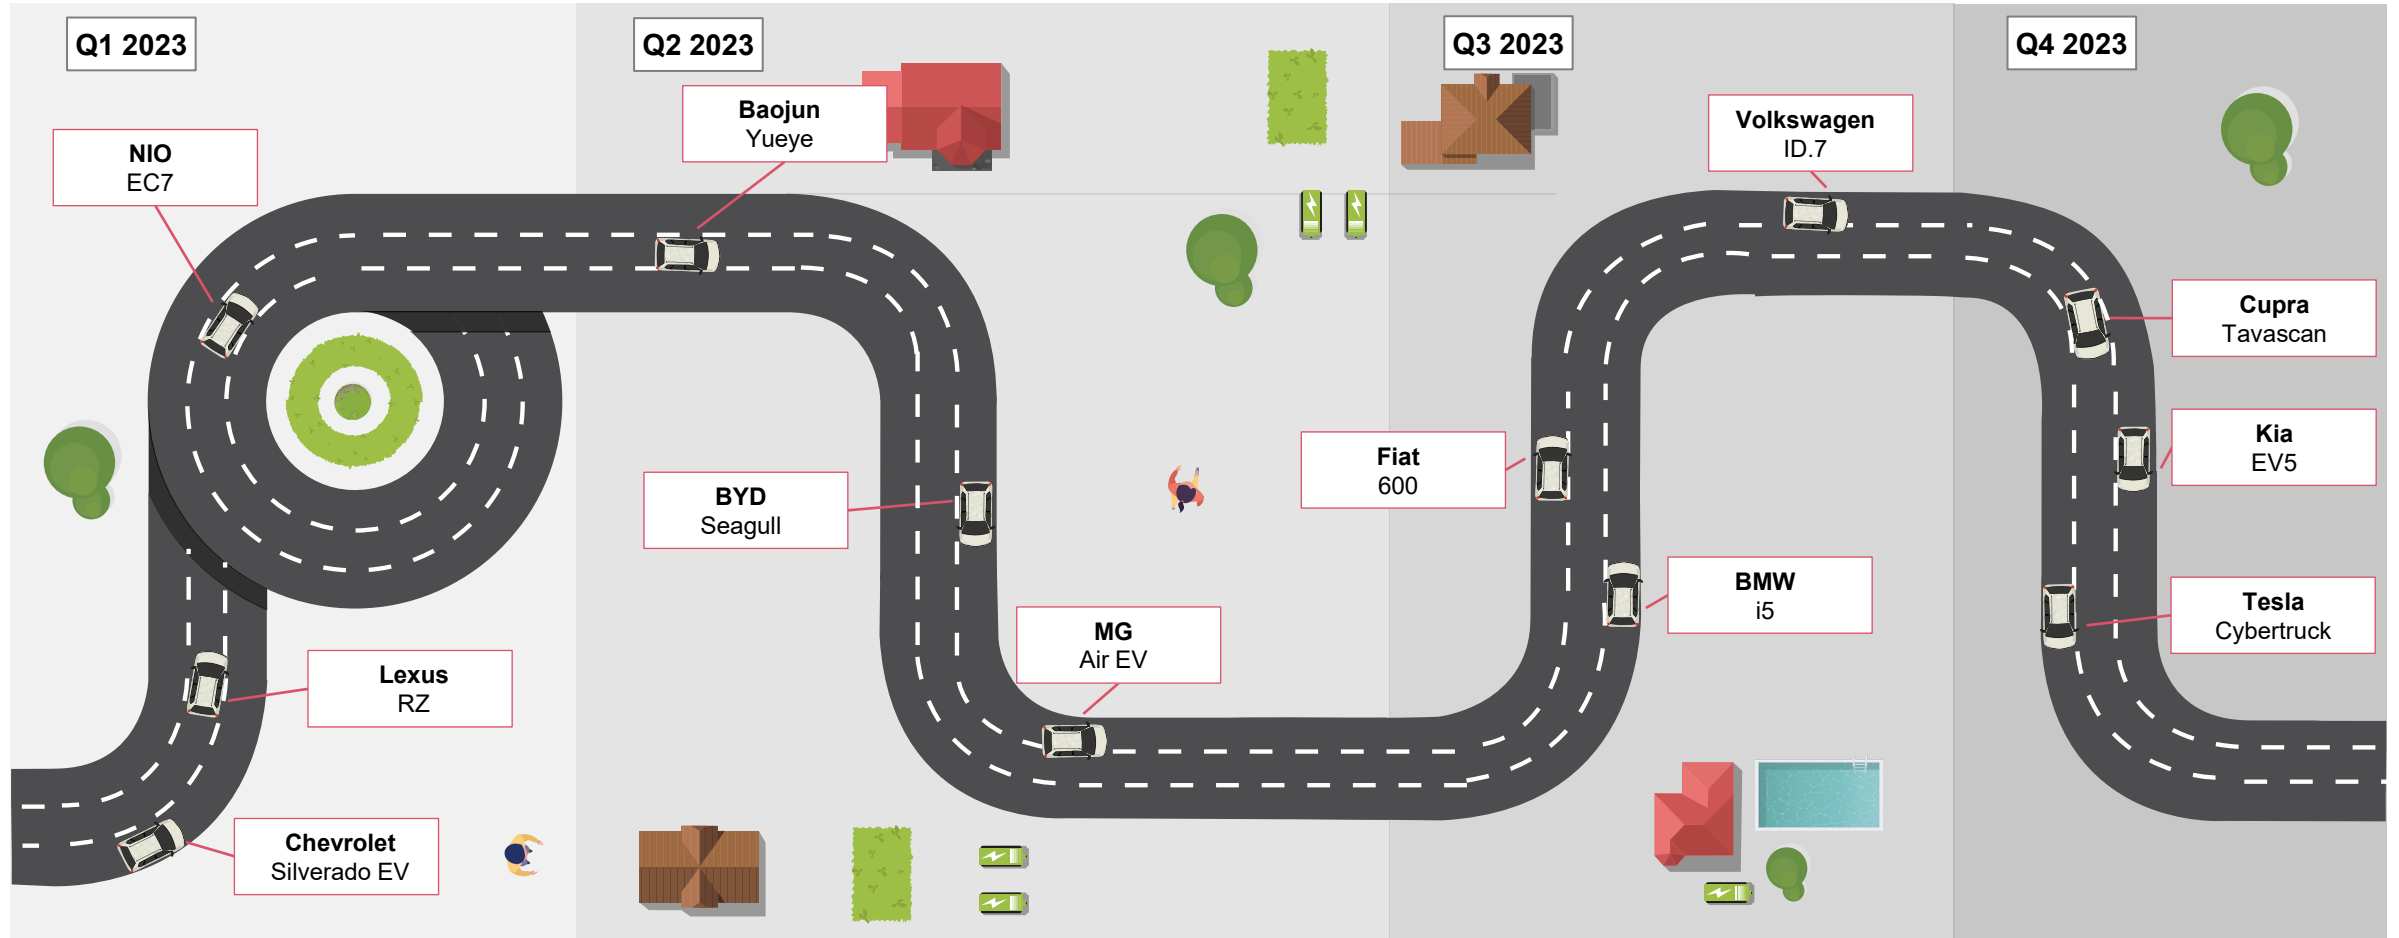 Q1 2023
Q2 2023
Q3 2023
Q4 2023
NIO
EC7
Lexus
RZ
Chevrolet
Silverado EV
Baojun
Yueye
BYD
Seagull
MG
Air EV
Fiat
600
BMW
i5
Volkswagen
ID.7
Cupra
Tavascan
Kia
EV5
Tesla
Cybertruck